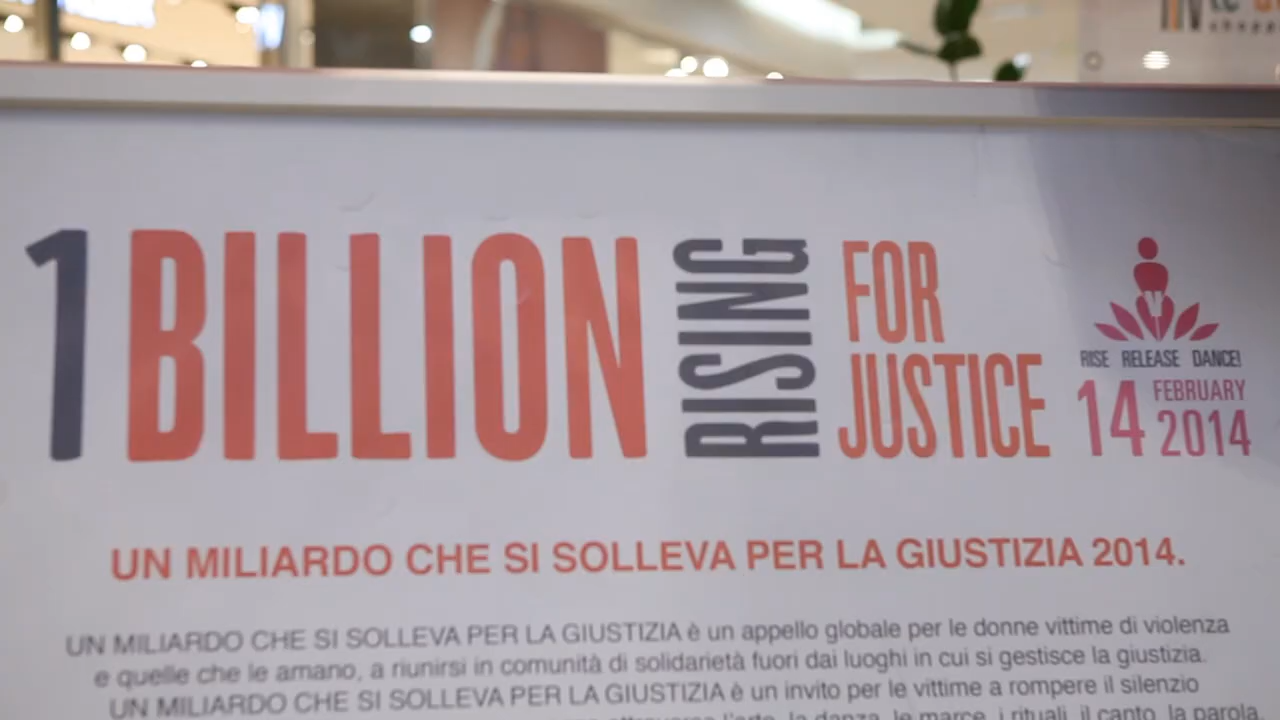 1 BILLION RISING FOR JUSTICE
RISE RELEASE DANCE!
14 FEBRUARY 2014
UN MILIARDO CHE SI SOLLEVA PER LA GIUSTIZIA 2014.
UN MILIARDO CHE SI SOLLEVA PER LA GIUSTIZIA è un appello globale per le donne vittime di violenza
e quelle che le amano, a riunirsi in comunità di solidarietà fuori dai luoghi in cui si gestisce la giustizia.
UN MILIARDO CHE SI SOLLEVA PER LA GIUSTIZIA è un invito per le vittime a rompere il silenzio
attraverso l'arte, la danza, le marce, i rituali, il canto, la parola